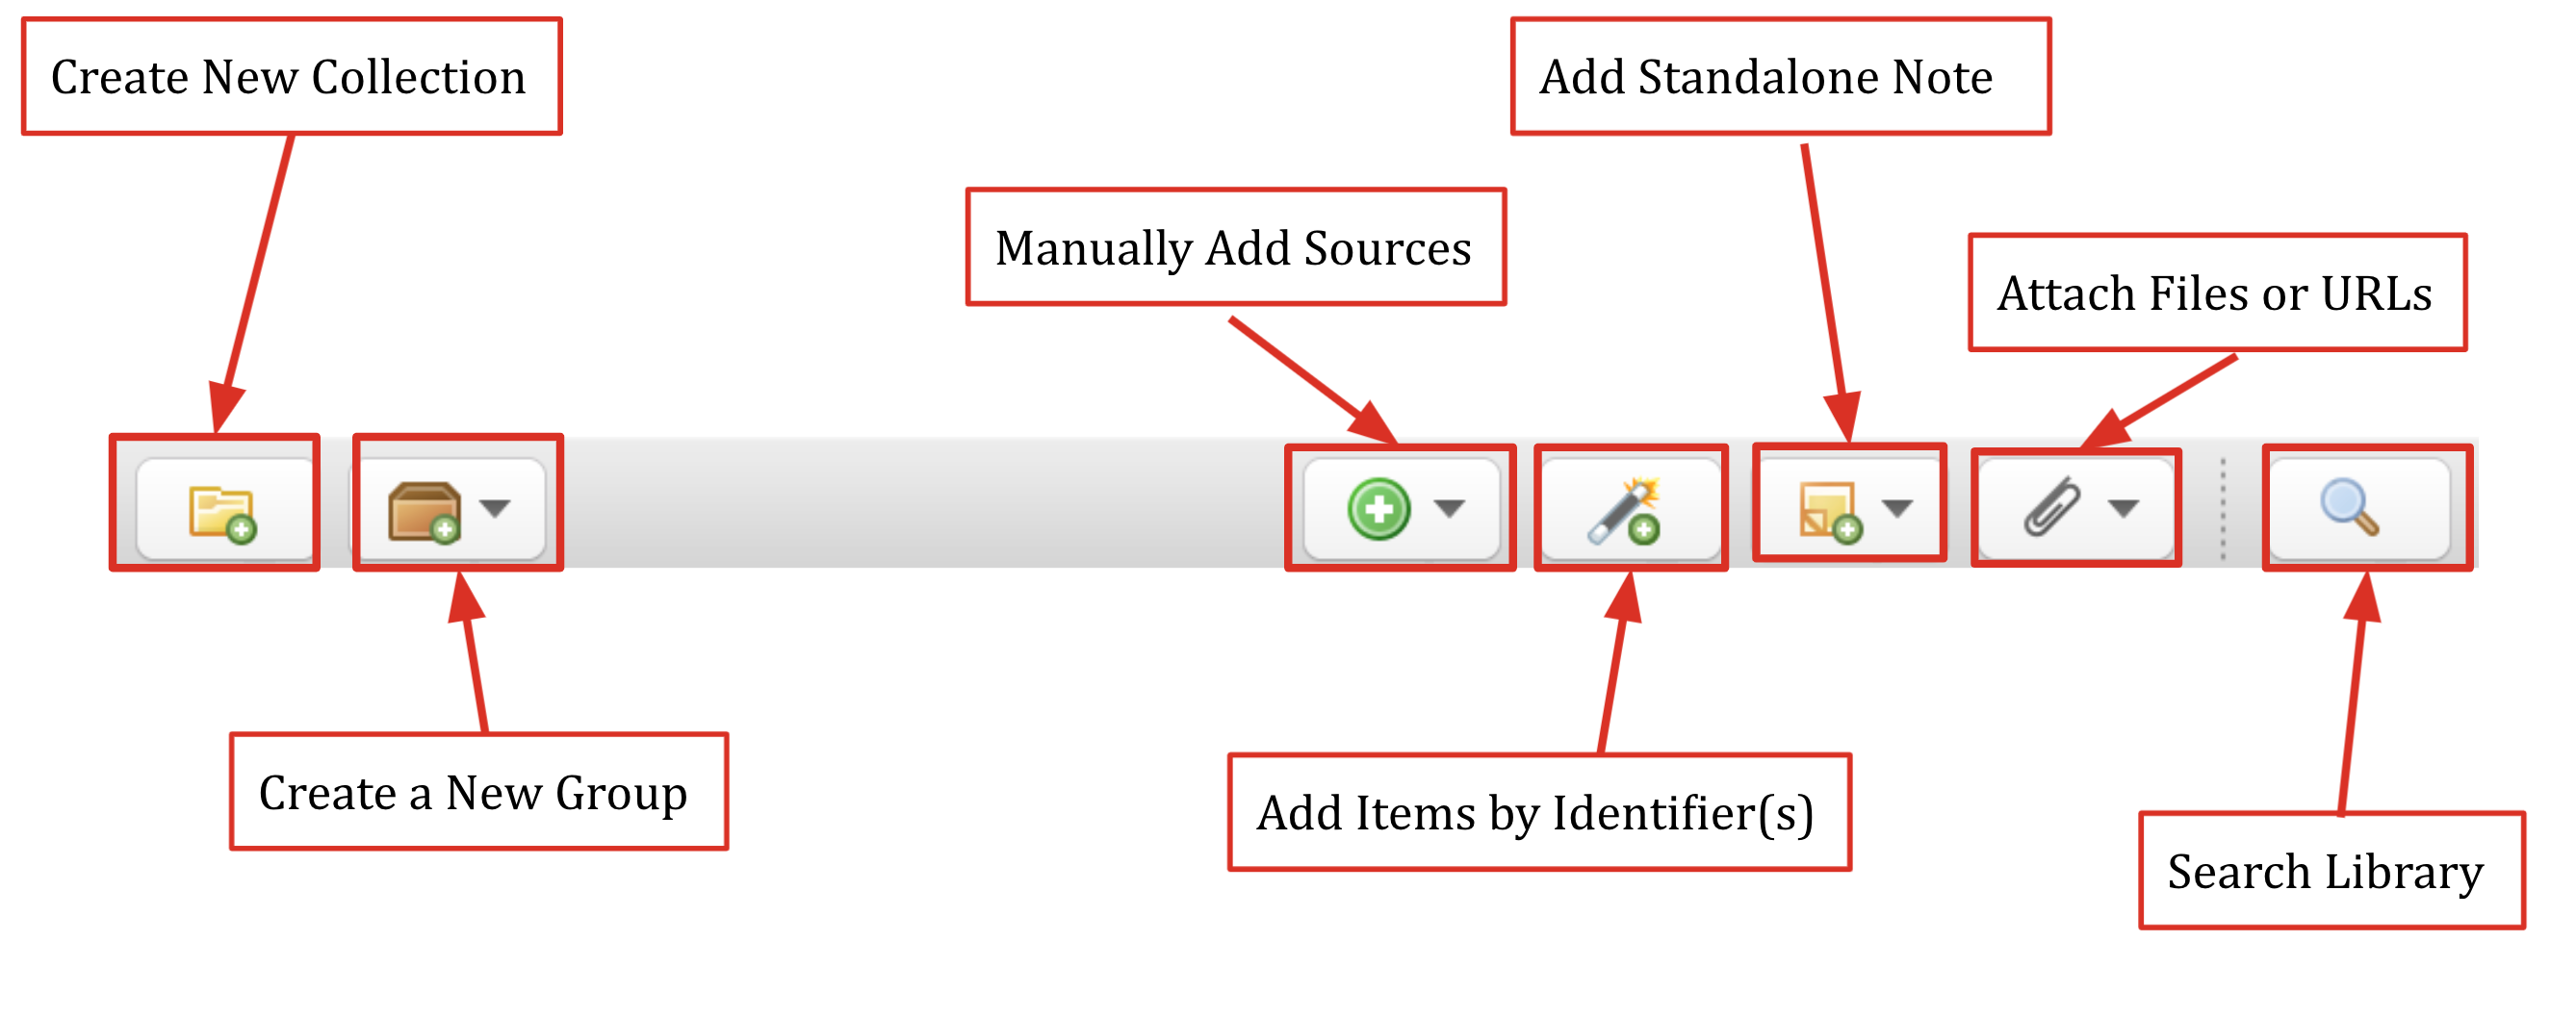 Create New Collection
Add Standalone Note
Manually Add Sources
Attach Files or URLs
Create a New Group
Add Items by Identifier(s)
Search Library